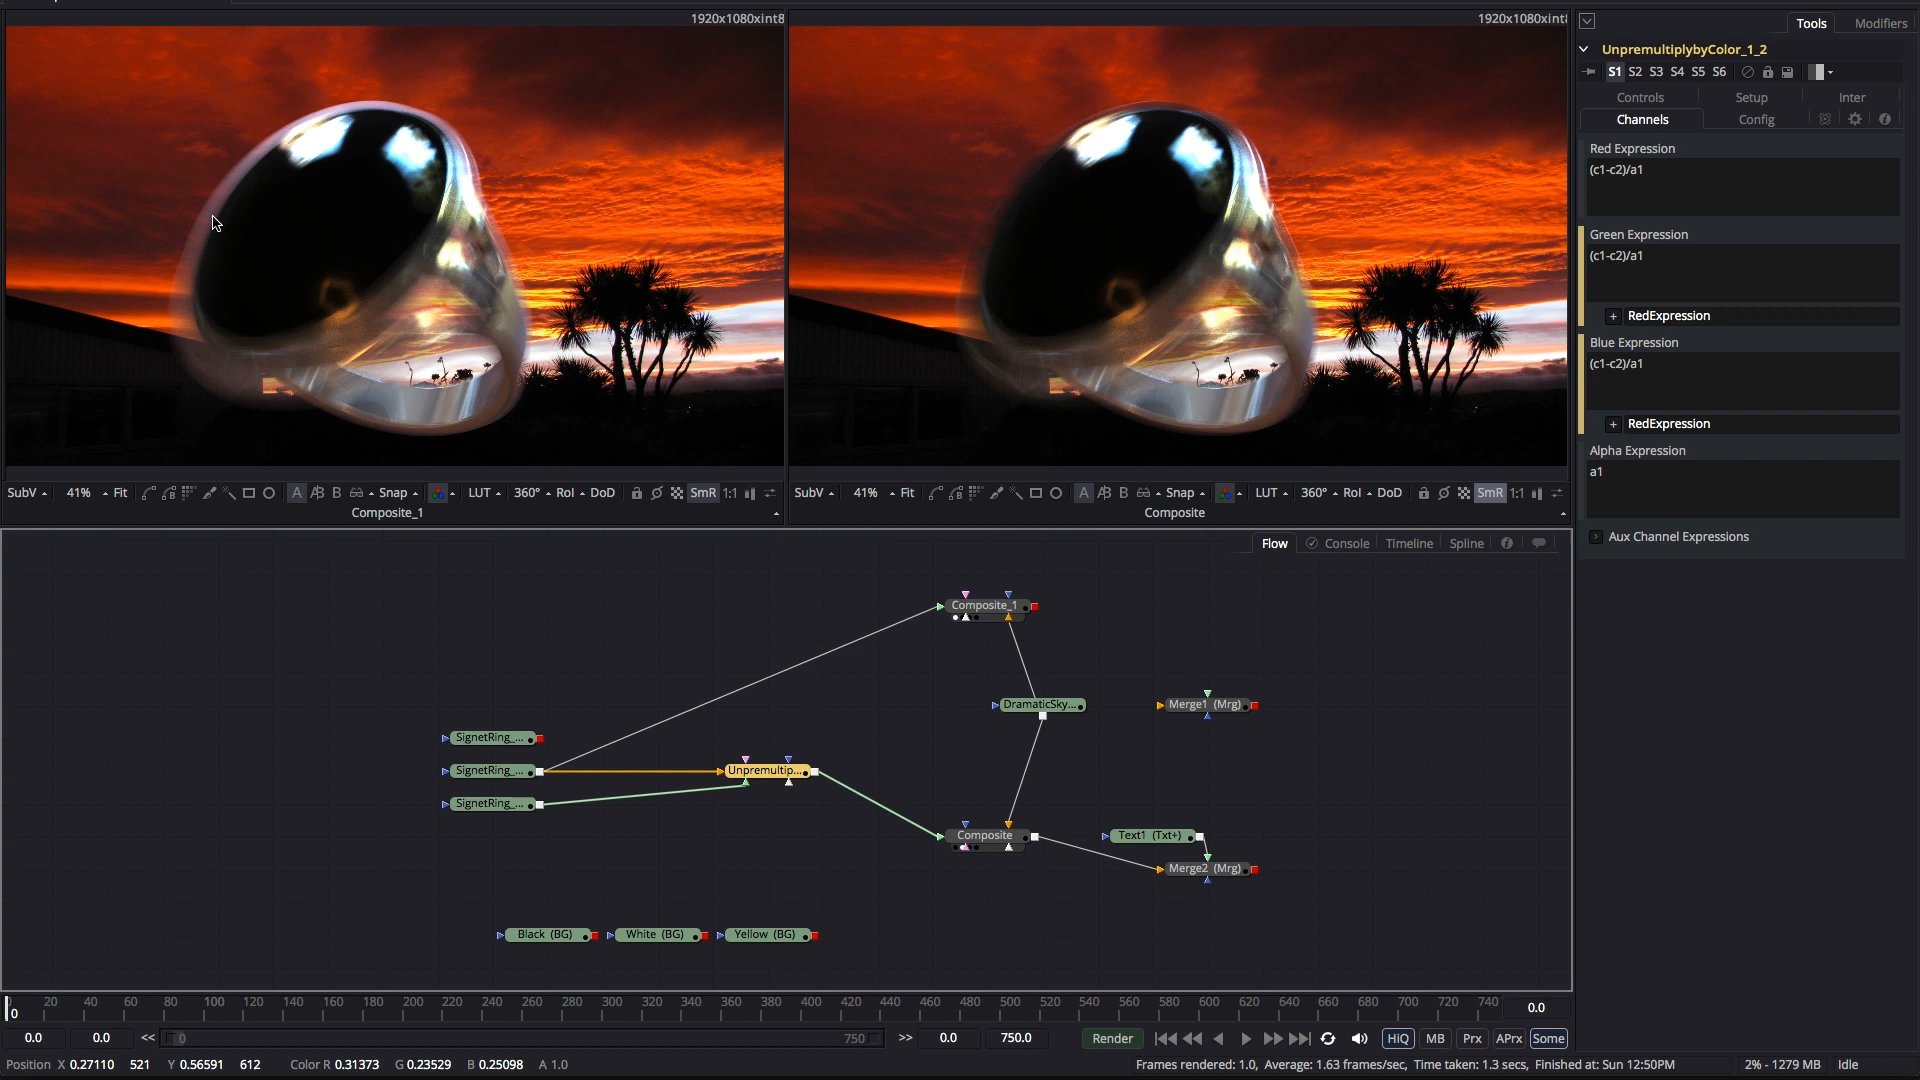 1920x1080xint8
1920x1080xint8
Tools Modifiers
UnpremultiplybyColor_1_2
S1 S2 S3 S4 S5 S6
Controls Setup Inter
Channels Config
Red Expression
(c1-c2)/a1
Green Expression
(c1-c2)/a1
+ RedExpression
Blue Expression
(c1-c2)/a1
+ RedExpression
Alpha Expression
a1
Aux Channel Expressions
SubV 41% Fit A B Snap LUT 360° RoI DoD SmR 1:1
Composite_1
SubV 41% Fit A B Snap LUT 360° RoI DoD SmR 1:1
Composite
Flow Console Timeline Spline
Composite_1
DramaticSky...
Merge1 (Mrg)
SignetRing_...
SignetRing_...
Unpremultip...
SignetRing_...
Composite
Text1 (Txt+)
Merge2 (Mrg)
Black (BG) White (BG) Yellow (BG)
0 20 40 60 80 100 120 140 160 180 200 220 240 260 280 300 320 340 360 380 400 420 440 460 480 500 520 540 560 580 600 620 640 660 680 700 720 740 0.0
0.0 0.0 << 0 750 >> 0.0 750.0 Render HiQ MB Prx APrx Some
Position X 0.27110 521 Y 0.56591 612 Color R 0.31373 G 0.23529 B 0.25098 A 1.0 Frames rendered: 1.0, Average: 1.63 frames/sec, Time taken: 1.3 secs, Finished at: Sun 12:50PM 2% - 1279 MB Idle